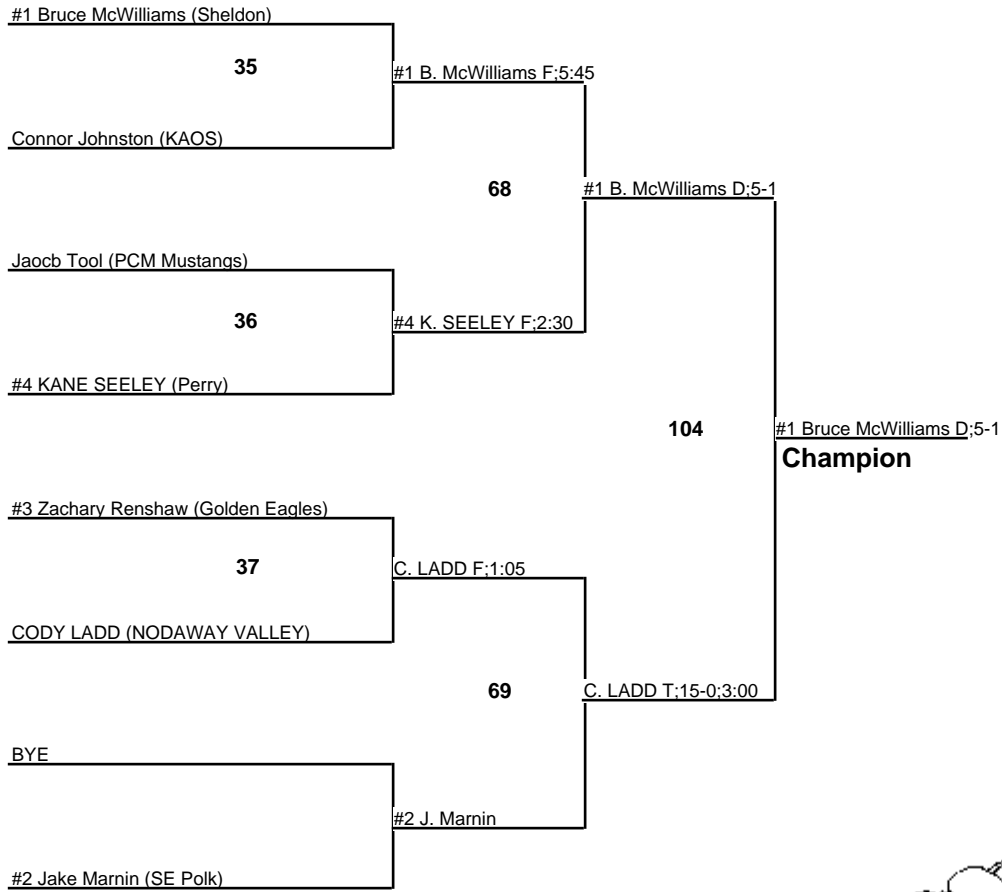 #1 Bruce McWilliams (Sheldon)
35
#1 B. McWilliams F;5:45
Connor Johnston (KAOS)
68
#1 B. McWilliams D;5-1
Jaocb Tool (PCM Mustangs)
36
#4 K. SEELEY F;2:30
#4 KANE SEELEY (Perry)
104
#1 Bruce McWilliams D;5-1
Champion
#3 Zachary Renshaw (Golden Eagles)
37
C. LADD F;1:05
CODY LADD (NODAWAY VALLEY)
69
C. LADD T;15-0;3:00
BYE
#2 J. Marnin
#2 Jake Marnin (SE Polk)